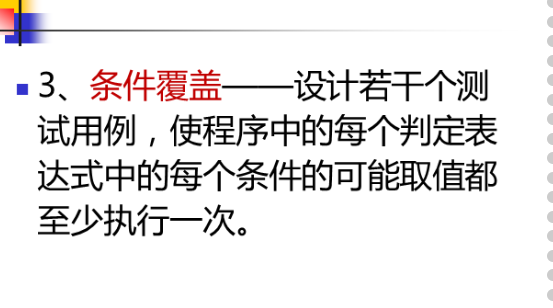 3、条件覆盖——设计若干个测
试用例，使程序中的每个判定表
达式中的每个条件的可能取值都
至少执行一次。